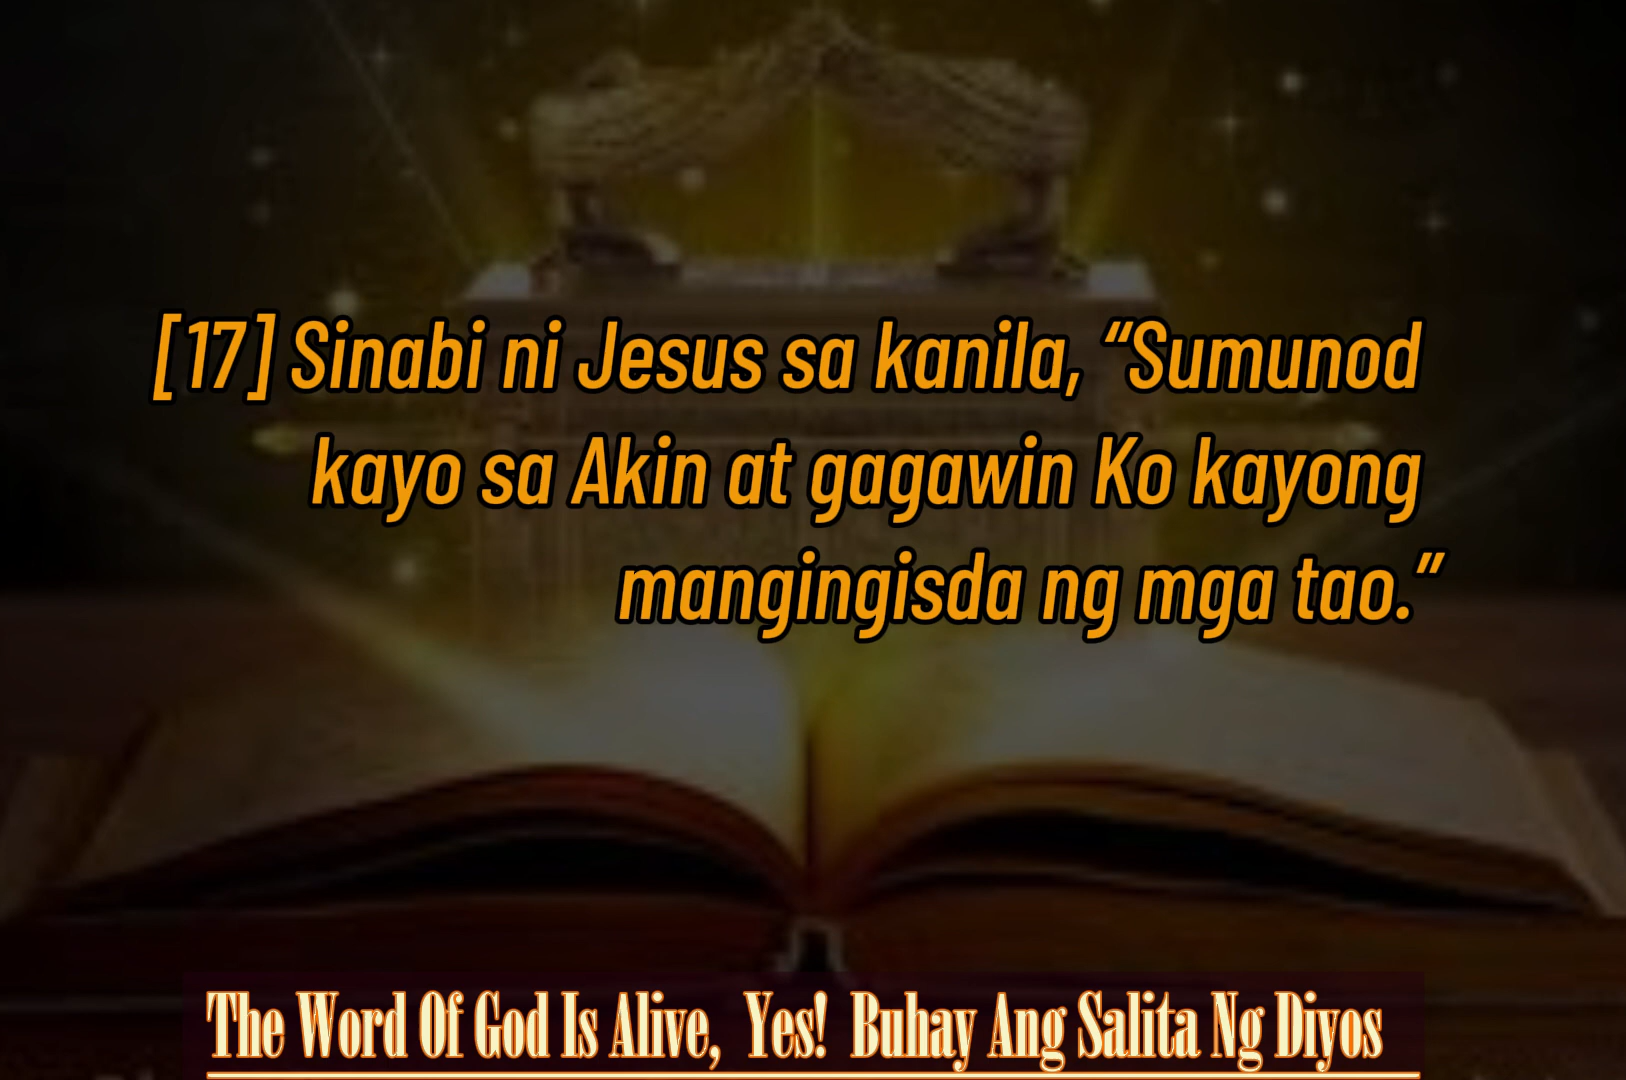 [17] Sinabi ni Jesus sa kanila, “Sumunod
kayo sa Akin at gagawin Ko kayong
mangingisda ng mga tao.”
The Word Of God Is Alive, Yes! Buhay Ang Salita Ng Diyos